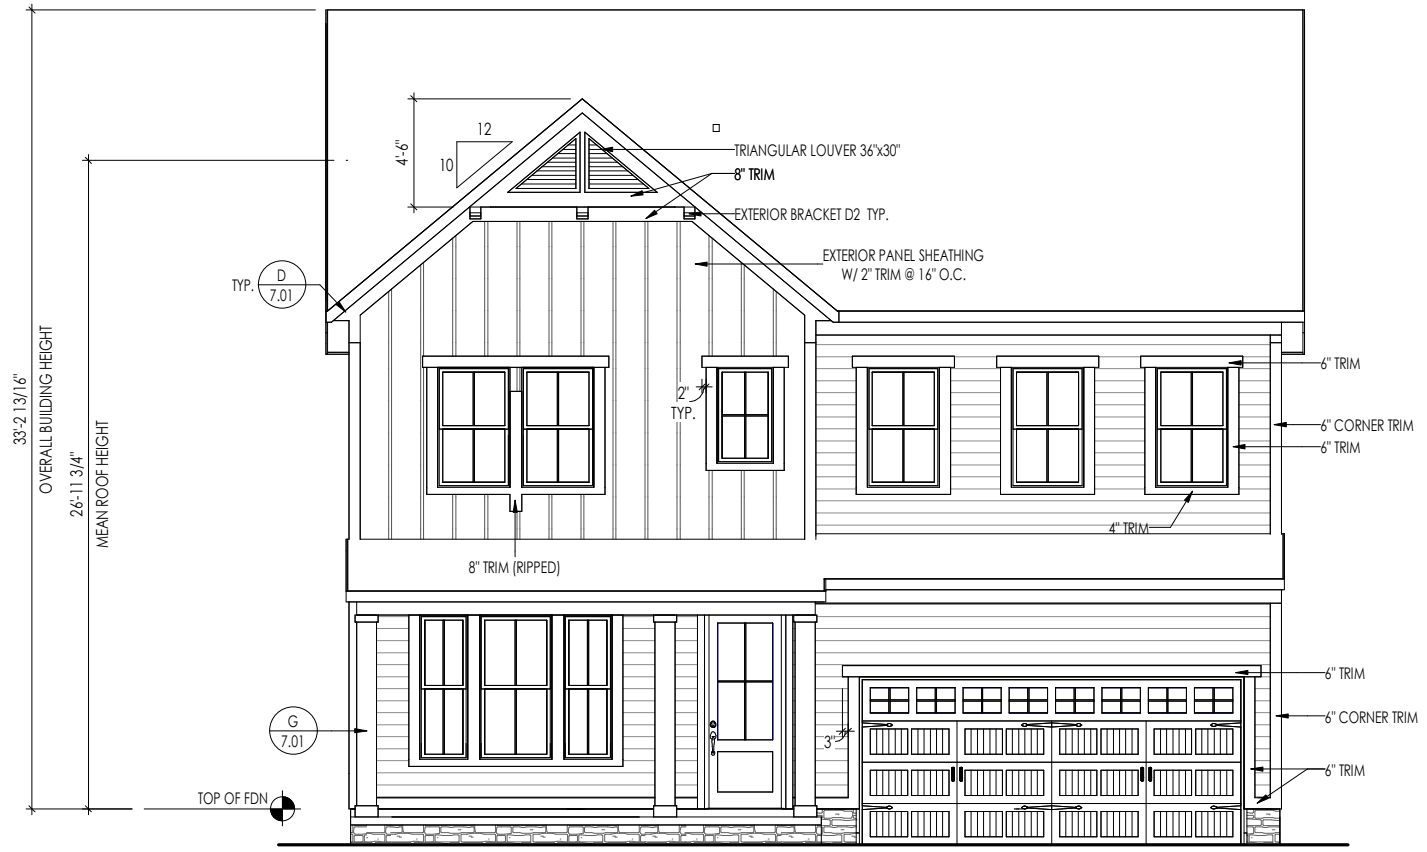 12
10
4'-6"
TRIANGULAR LOUVER 36"x30"
8" TRIM
EXTERIOR BRACKET D2 TYP.
EXTERIOR PANEL SHEATHING
W/ 2" TRIM @ 16" O.C.
TYP.
D
7.01
33'-2 13/16"
OVERALL BUILDING HEIGHT
26'-11 3/4"
MEAN ROOF HEIGHT
2"
TYP.
6" TRIM
6" CORNER TRIM
6" TRIM
4" TRIM
8" TRIM (RIPPED)
6" TRIM
G
7.01
6" CORNER TRIM
3"
6" TRIM
TOP OF FDN